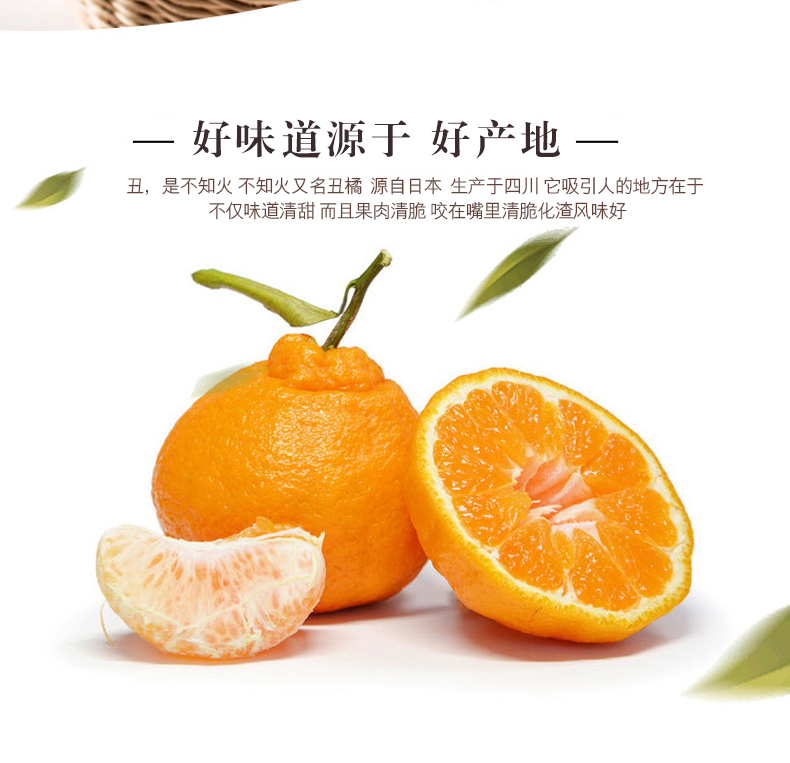 — 好味道源于 好产地 —
丑，是不知火 不知火又名丑橘 源自日本 生产于四川 它吸引人的地方在于
不仅味道清甜 而且果肉清脆 咬在嘴里清脆化渣风味好